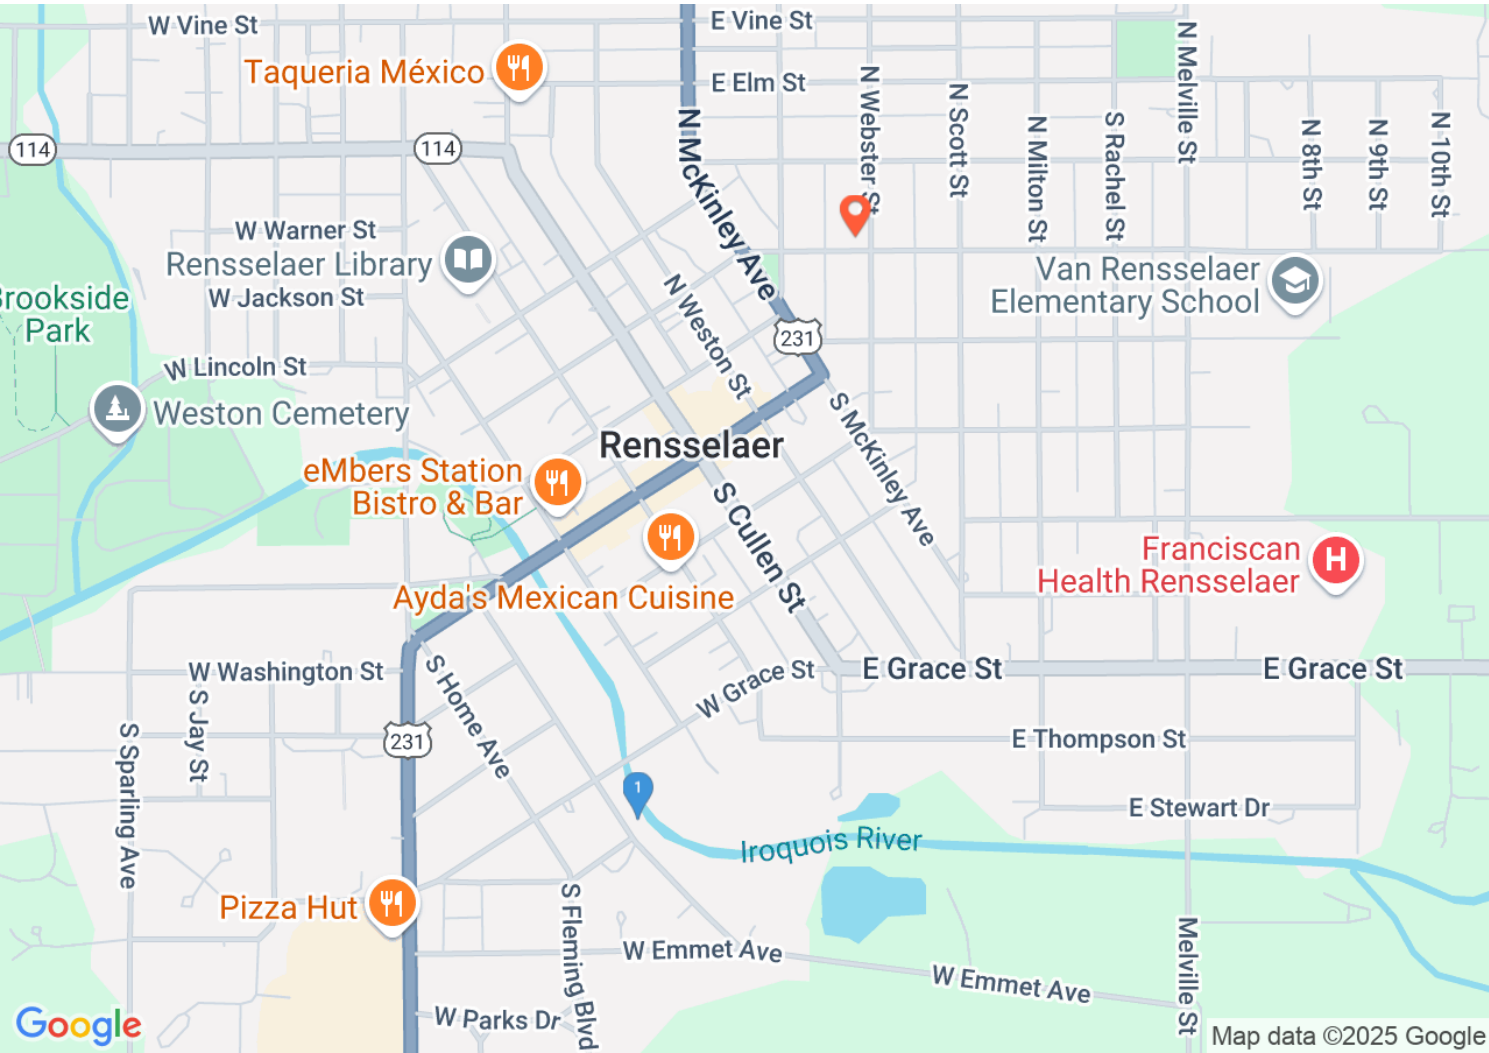 W Vine St
E Vine St
Taqueria México
E Elm St
N Melville St
N Webster St
N Scott St
N McKinley Ave
N Milton St
S Rachel St
N 8th St
N 9th St
N 10th St
114
114
W Warner St
Rensselaer Library
W Jackson St
Brookside
Park
Van Rensselaer
Elementary School
N Weston St
231
W Lincoln St
Weston Cemetery
S McKinley Ave
Rensselaer
eMbers Station
Bistro & Bar
S Cullen St
Franciscan
Health Rensselaer
H
Ayda's Mexican Cuisine
W Washington St
S Home Ave
W Grace St
E Grace St
E Grace St
S Jay St
S Sparling Ave
231
E Thompson St
1
E Stewart Dr
Iroquois River
Pizza Hut
S Fleming Blvd
W Emmet Ave
W Emmet Ave
Melville St
W Parks Dr
Google
Map data ©2025 Google